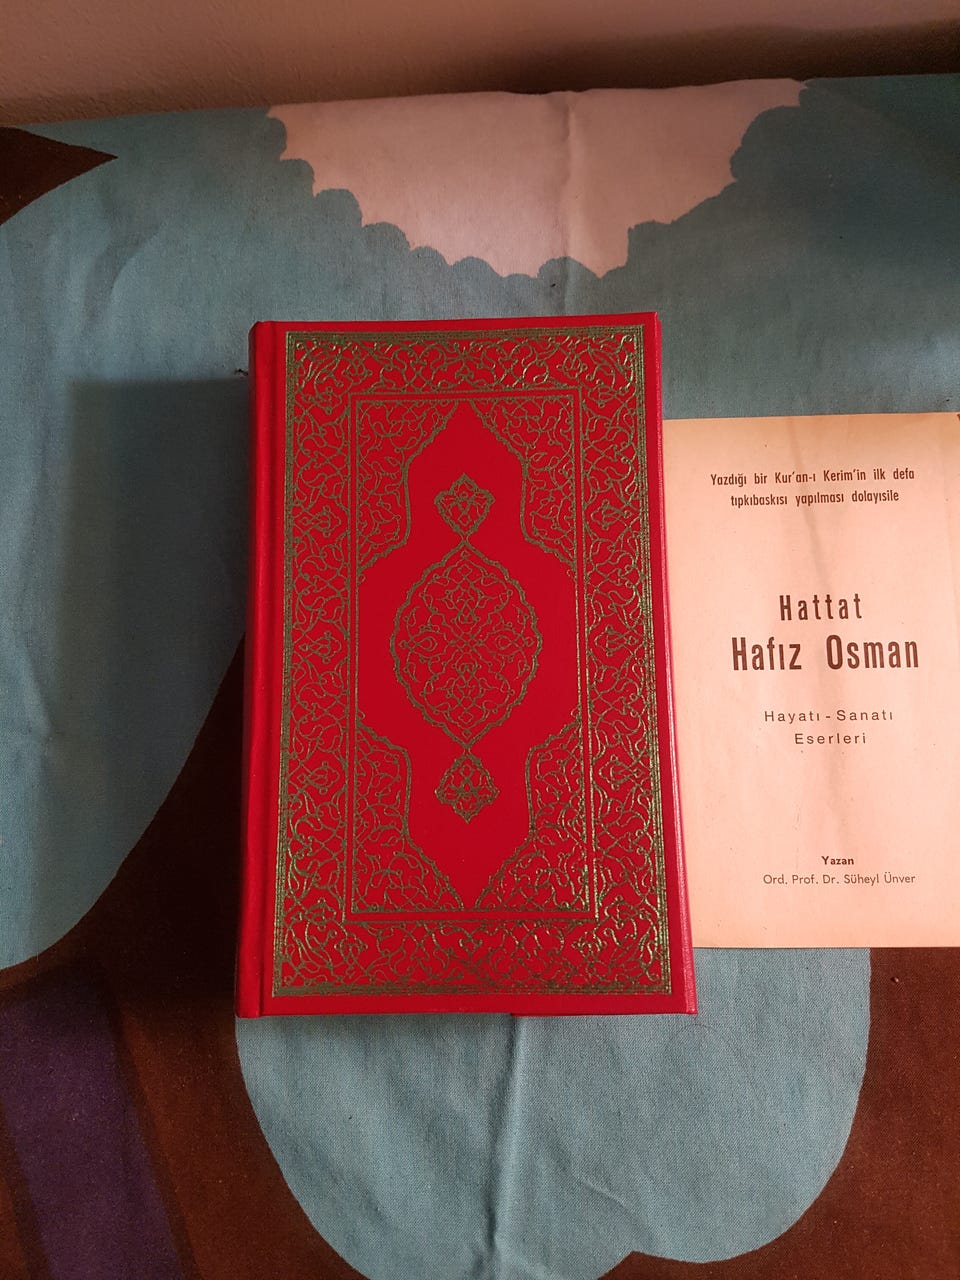 Yazdığı bir Kur'an-ı Kerim'in ilk defa
tıpkıbaskısı yapılması dolayısile
Hattat
Hafız Osman
Hayatı - Sanatı
Eserleri
Yazan
Ord. Prof. Dr. Süheyl Ünver